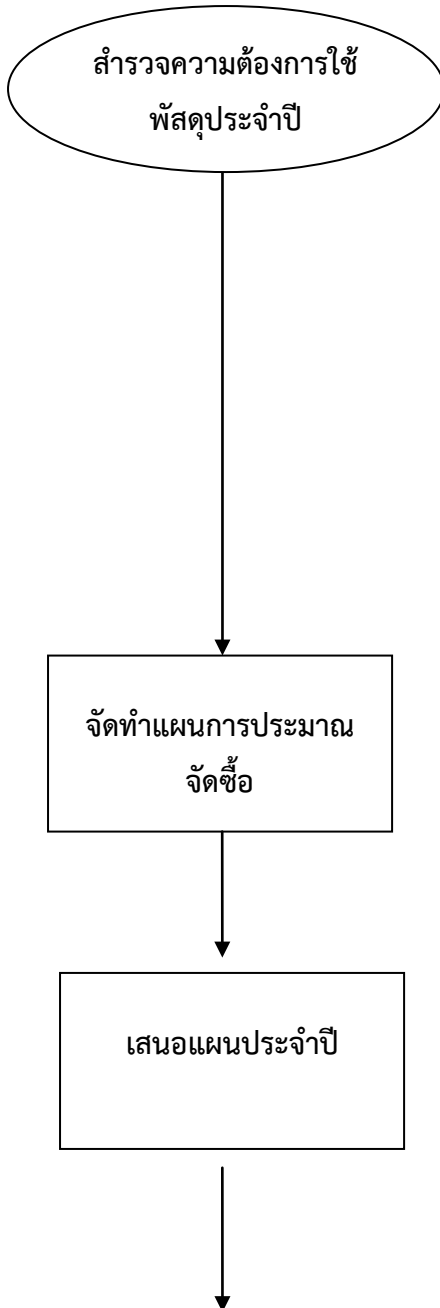 สำรวจความต้องการใช้
พัสดุประจำปี
จัดทำแผนการประมาณ
จัดซื้อ
เสนอแผนประจำปี